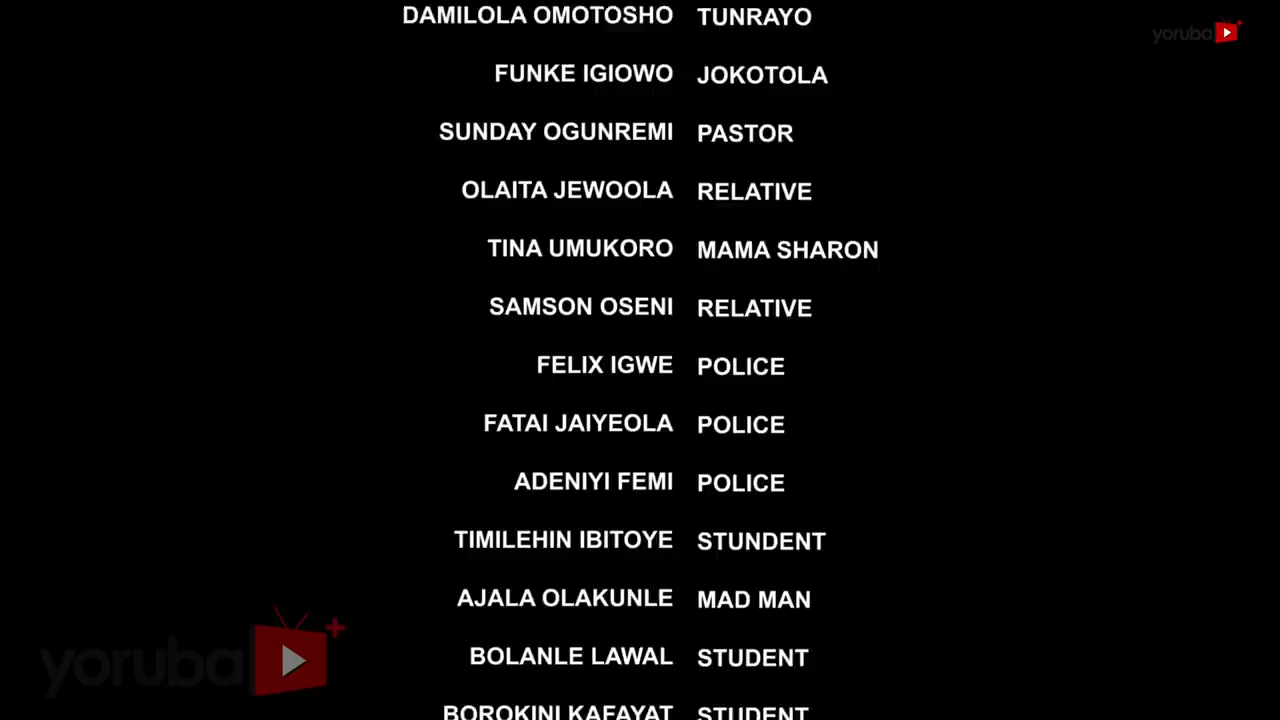 DAMILOLA OMOTOSHO TUNRAYO
yoruba
FUNKE IGIOWO JOKOTOLA
SUNDAY OGUNREMI PASTOR
OLAITA JEWOOLA RELATIVE
TINA UMUKORO MAMA SHARON
SAMSON OSENI RELATIVE
FELIX IGWE POLICE
FATAI JAIYEOLA POLICE
ADENIYI FEMI POLICE
TIMILEHIN IBITOYE STUNDENT
AJALA OLAKUNLE MAD MAN
BOLANLE LAWAL STUDENT
yoruba+
BOROKINI KAFAYAT STUDENT